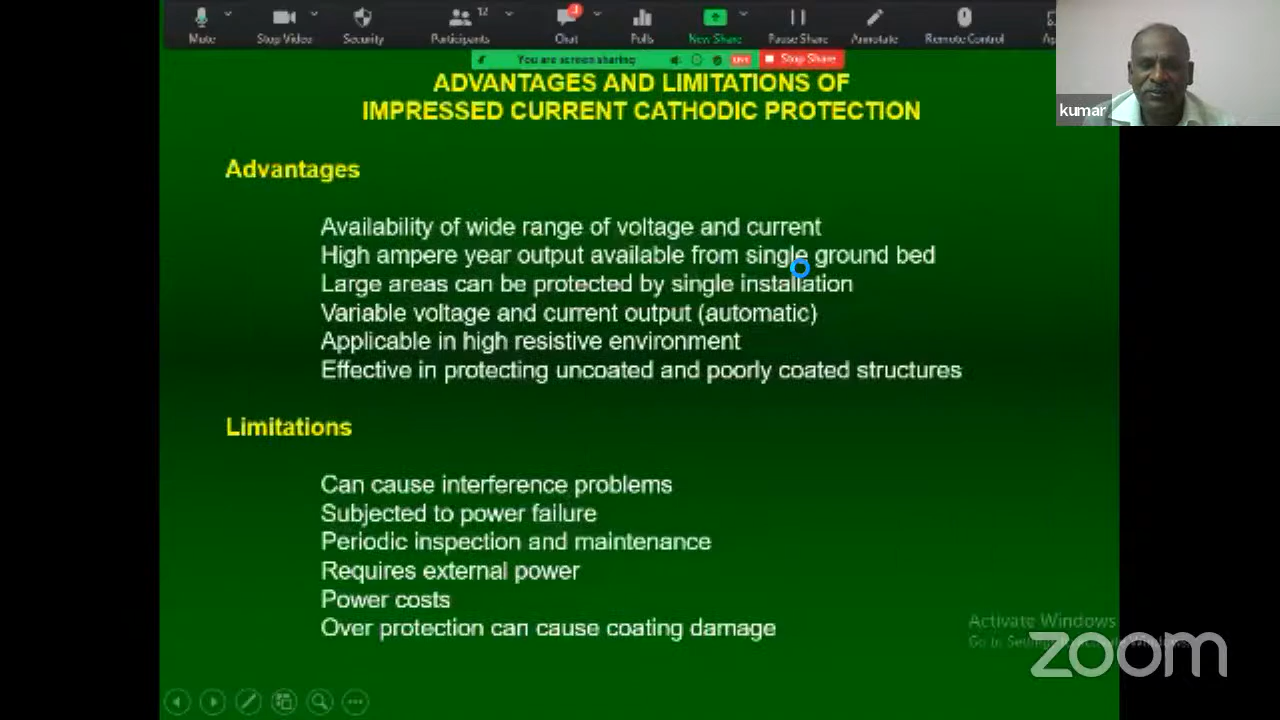 Mute
Stop Video
Security
12
Participants
3
Chat
Polls
New Share
Pause Share
Annotate
Remote Control
You are screen sharing
LIVE
Stop Share
kumar
ADVANTAGES AND LIMITATIONS OF
IMPRESSED CURRENT CATHODIC PROTECTION
Advantages
Availability of wide range of voltage and current
High ampere year output available from single ground bed
Large areas can be protected by single installation
Variable voltage and current output (automatic)
Applicable in high resistive environment
Effective in protecting uncoated and poorly coated structures
Limitations
Can cause interference problems
Subjected to power failure
Periodic inspection and maintenance
Requires external power
Power costs
Over protection can cause coating damage
Activate Windows
Go to
zoom